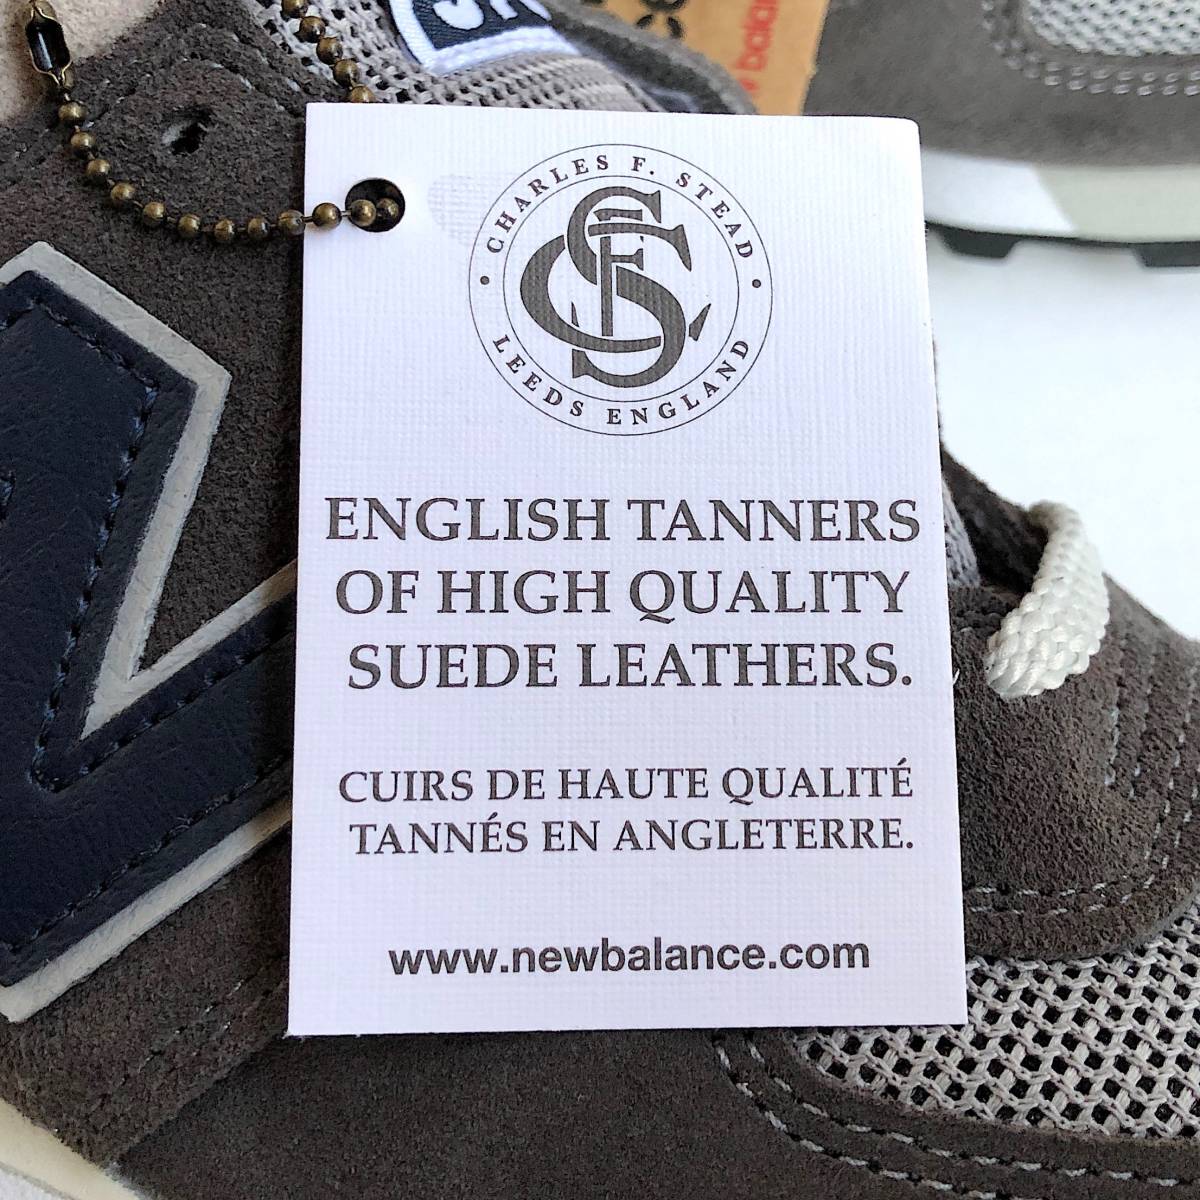 CHARLES F. STEAD
LEEDS ENGLAND
ENGLISH TANNERS
OF HIGH QUALITY
SUEDE LEATHERS.
CUIRS DE HAUTE QUALITÉ
TANNÉS EN ANGLETERRE.
www.newbalance.com